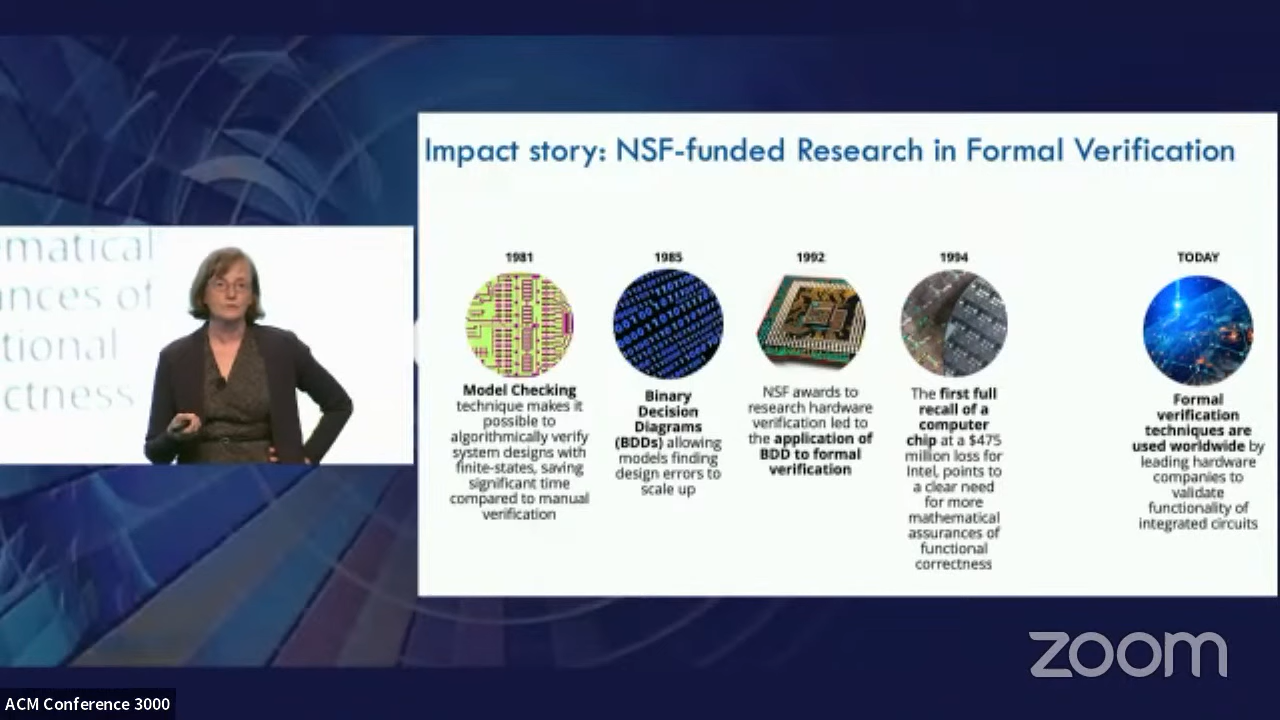 Impact story: NSF-funded Research in Formal Verification
1981
Model Checking
technique makes it
possible to
algorithmically verify
system designs with
finite-states, saving
significant time
compared to manual
verification
1985
Binary
Decision
Diagrams
(BDDs) allowing
models finding
design errors to
scale up
1992
NSF awards to
research hardware
verification led to
the application of
BDD to formal
verification
1994
The first full
recall of a
computer
chip at a $475
million loss for
Intel, points to
a clear need
for more
mathematical
assurances of
functional
correctness
TODAY
Formal
verification
techniques are
used worldwide by
leading hardware
companies to
validate
functionality of
integrated circuits
ematical
nces of
tional
ctness
zoom
ACM Conference 3000